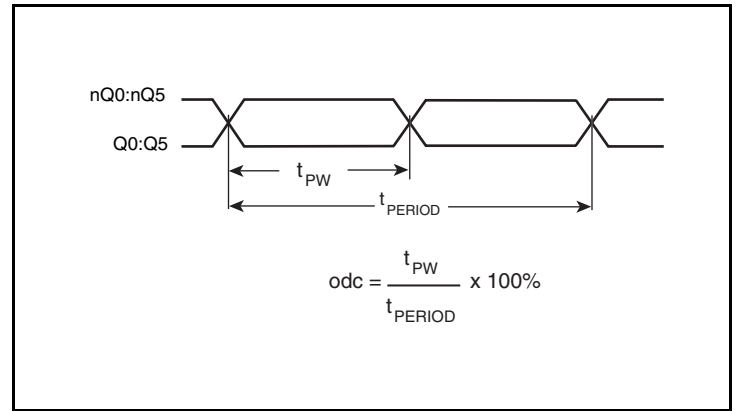 nQ0:nQ5
Q0:Q5
tPW
tPERIOD
odc = tPW / tPERIOD x 100%